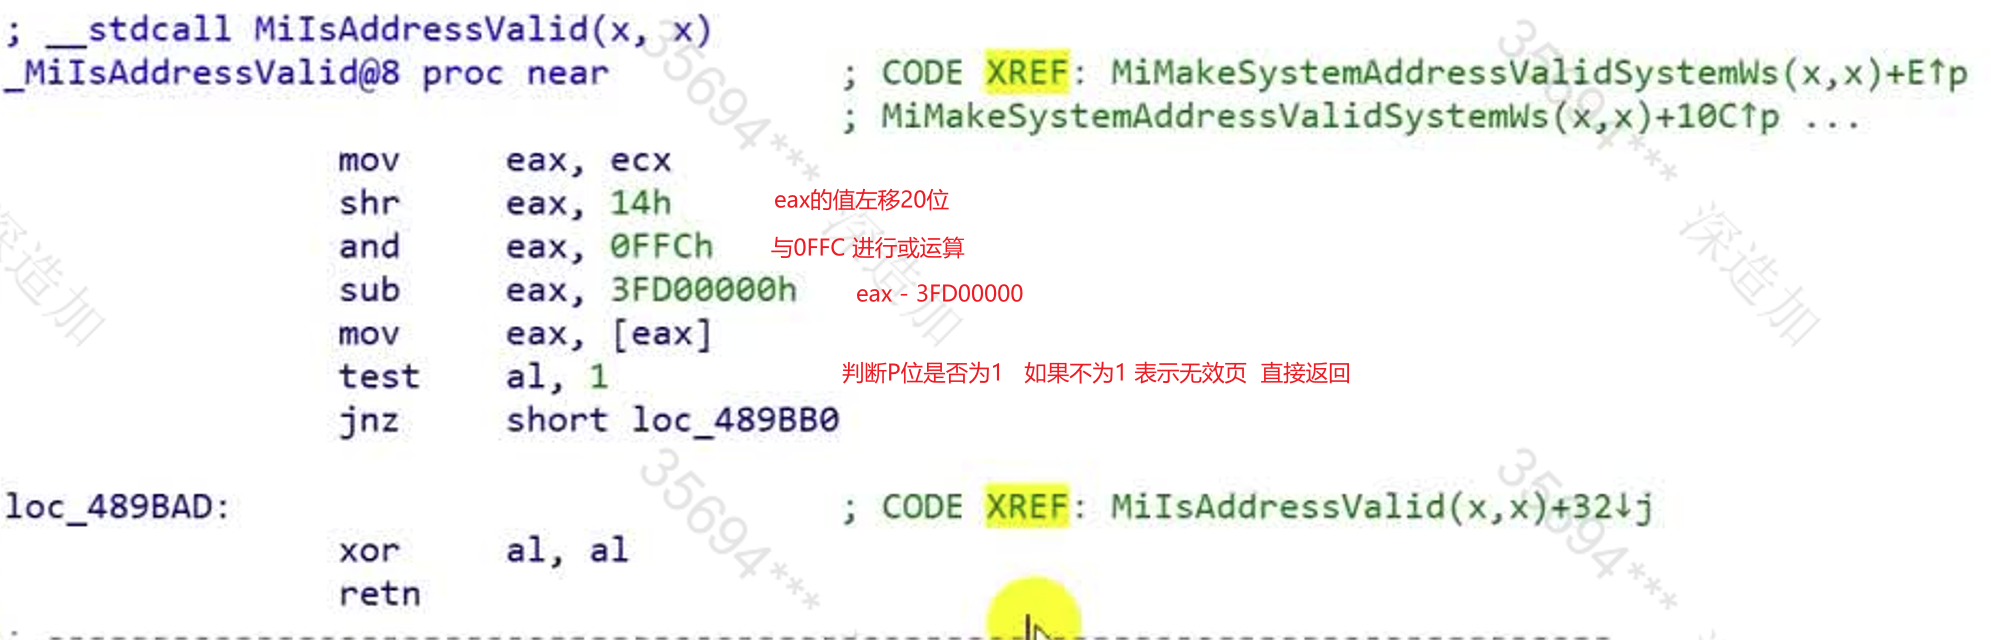 ; __stdcall MiIsAddressValid(x, x)
_MiIsAddressValid@8 proc near ; CODE XREF: MiMakeSystemAddressValidSystemWs(x,x)+E↑p
; MiMakeSystemAddressValidSystemWs(x,x)+10C↑p ...
mov eax, ecx
shr eax, 14h eax的值左移20位
and eax, 0FFCh 与0FFC 进行或运算
sub eax, 3FD00000h eax - 3FD00000
mov eax, [eax]
test al, 1 判断P位是否为1 如果不为1 表示无效页 直接返回
jnz short loc_489BB0
loc_489BAD: ; CODE XREF: MiIsAddressValid(x,x)+32↓j
xor al, al
retn
35694***
35694***
深造加
深造加
深造加
35694***
35694***